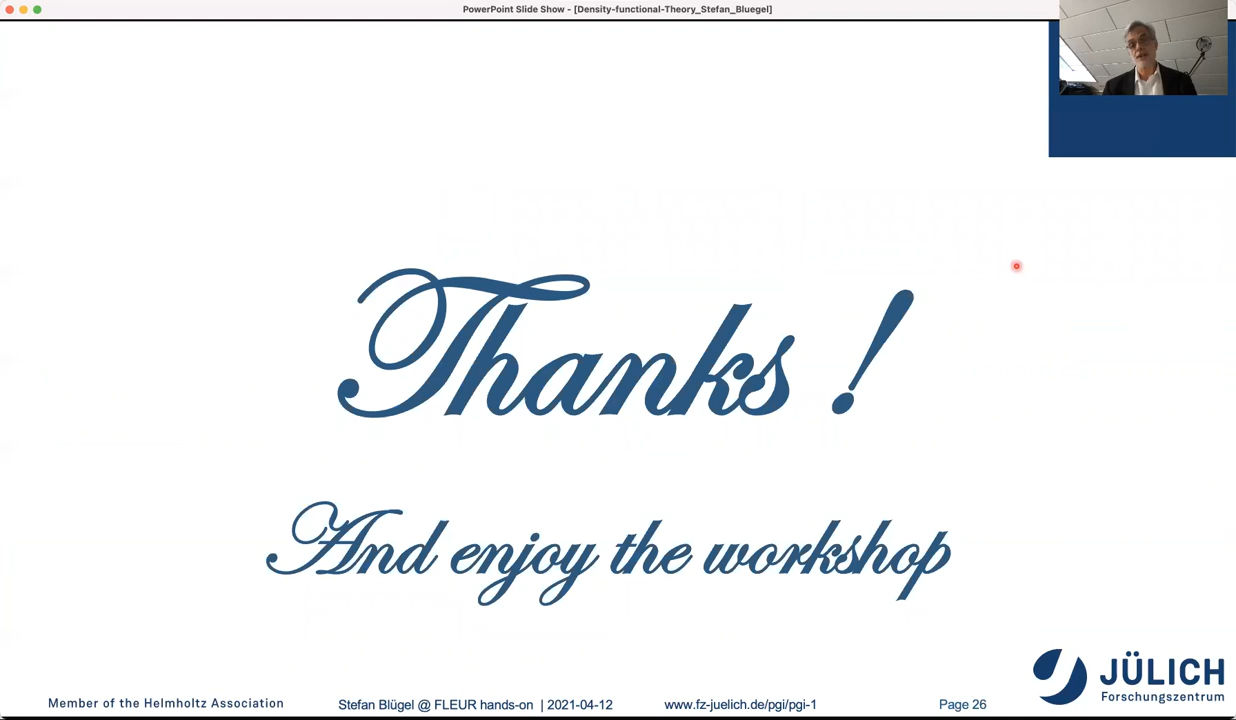 PowerPoint Slide Show - [Density-functional-Theory_Stefan_Bluegel]
Thanks !
And enjoy the workshop
Member of the Helmholtz Association
Stefan Blügel @ FLEUR hands-on | 2021-04-12
www.fz-juelich.de/pgi/pgi-1
Page 26
JÜLICH
Forschungszentrum